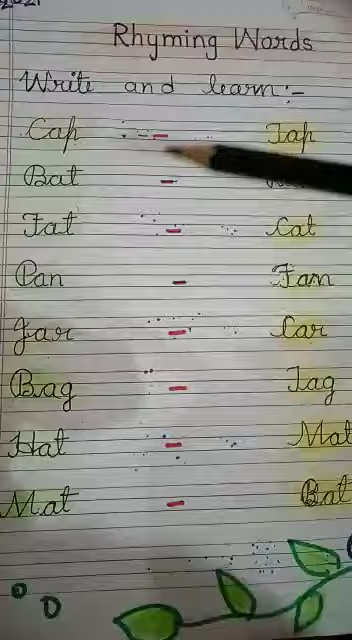 Rhyming Words
Write and learn:-
Cap - Tap
Bat -
Fat - Cat
Pan - Fan
Jar - Car
Bag - Tag
Hat - Mat
Mat - Bat